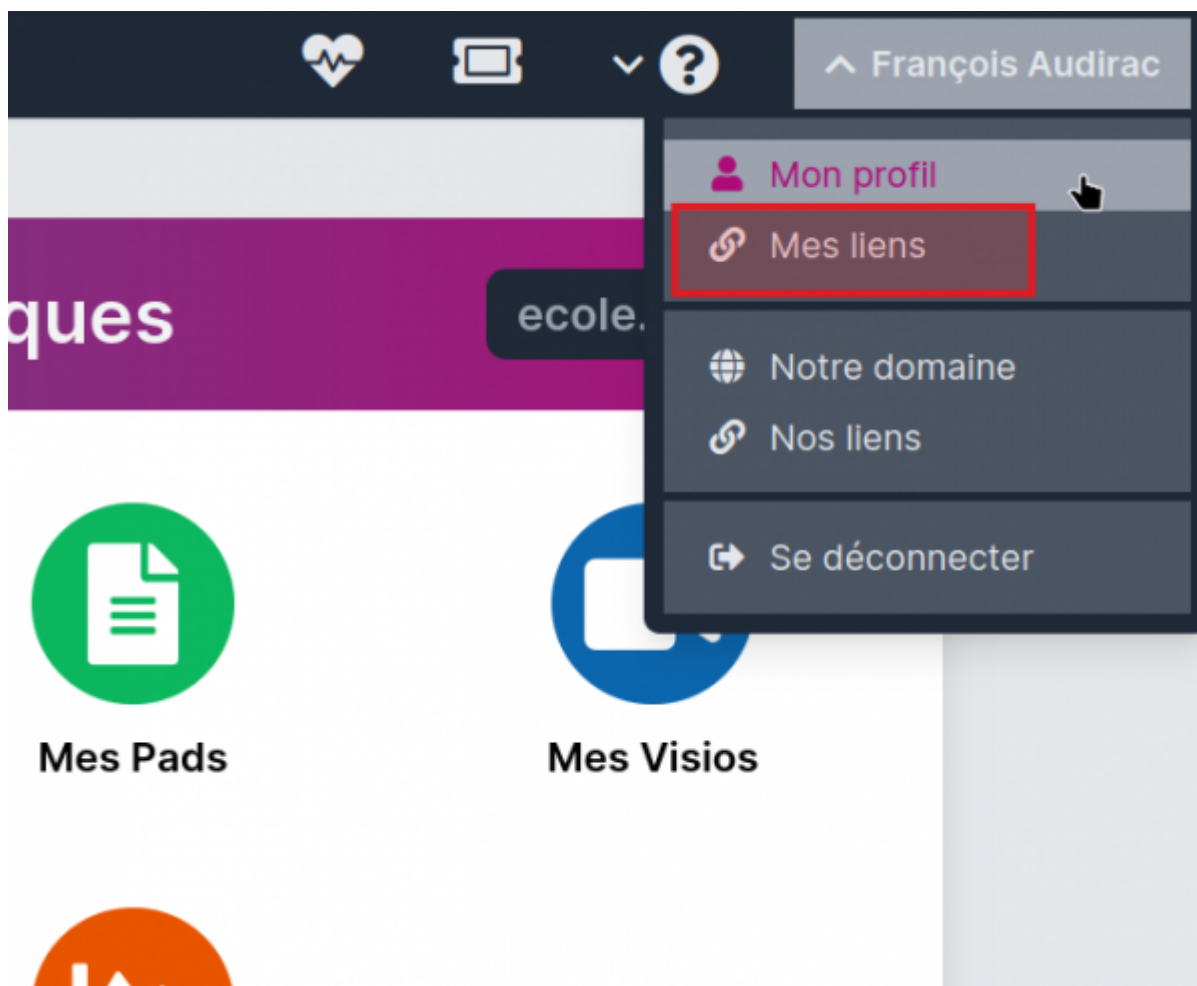 François Audirac
Mon profil
Mes liens
ques
ecole.
Notre domaine
Nos liens
Se déconnecter
Mes Pads
Mes Visios